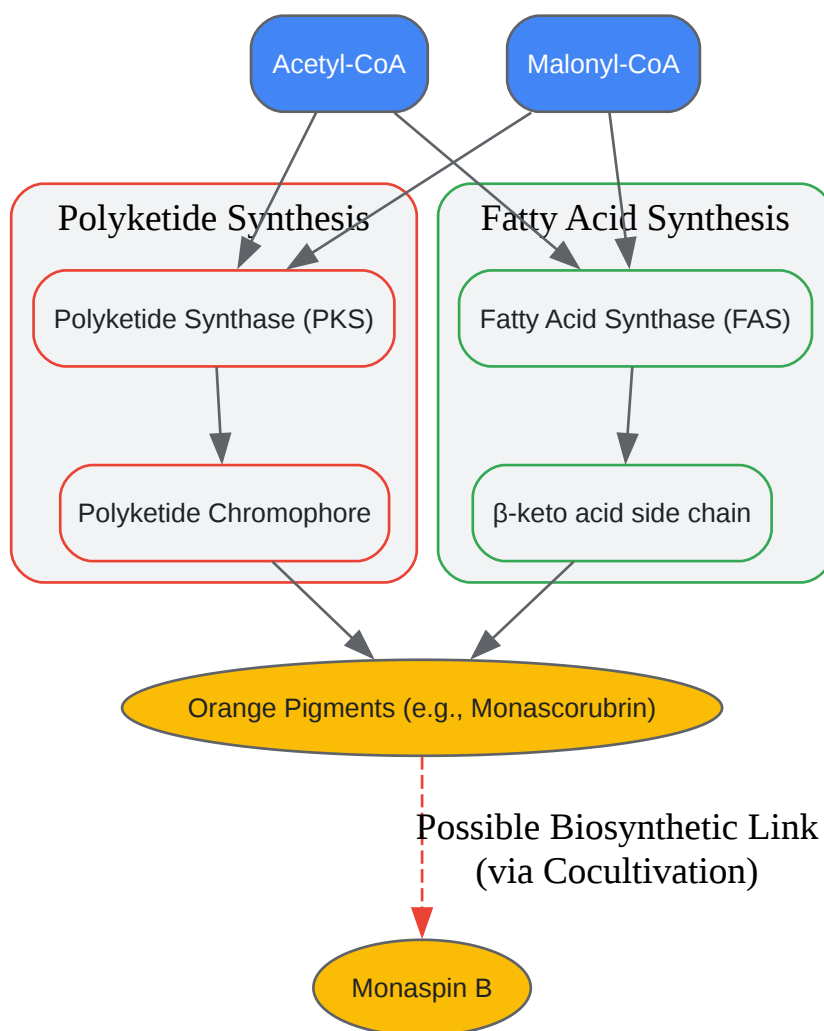 Acetyl-CoA
Malonyl-CoA
Polyketide Synthesis
Fatty Acid Synthesis
Polyketide Synthase (PKS)
Fatty Acid Synthase (FAS)
Polyketide Chromophore
β-keto acid side chain
Orange Pigments (e.g., Monascorubrin)
Possible Biosynthetic Link
(via Cocultivation)
Monaspin B